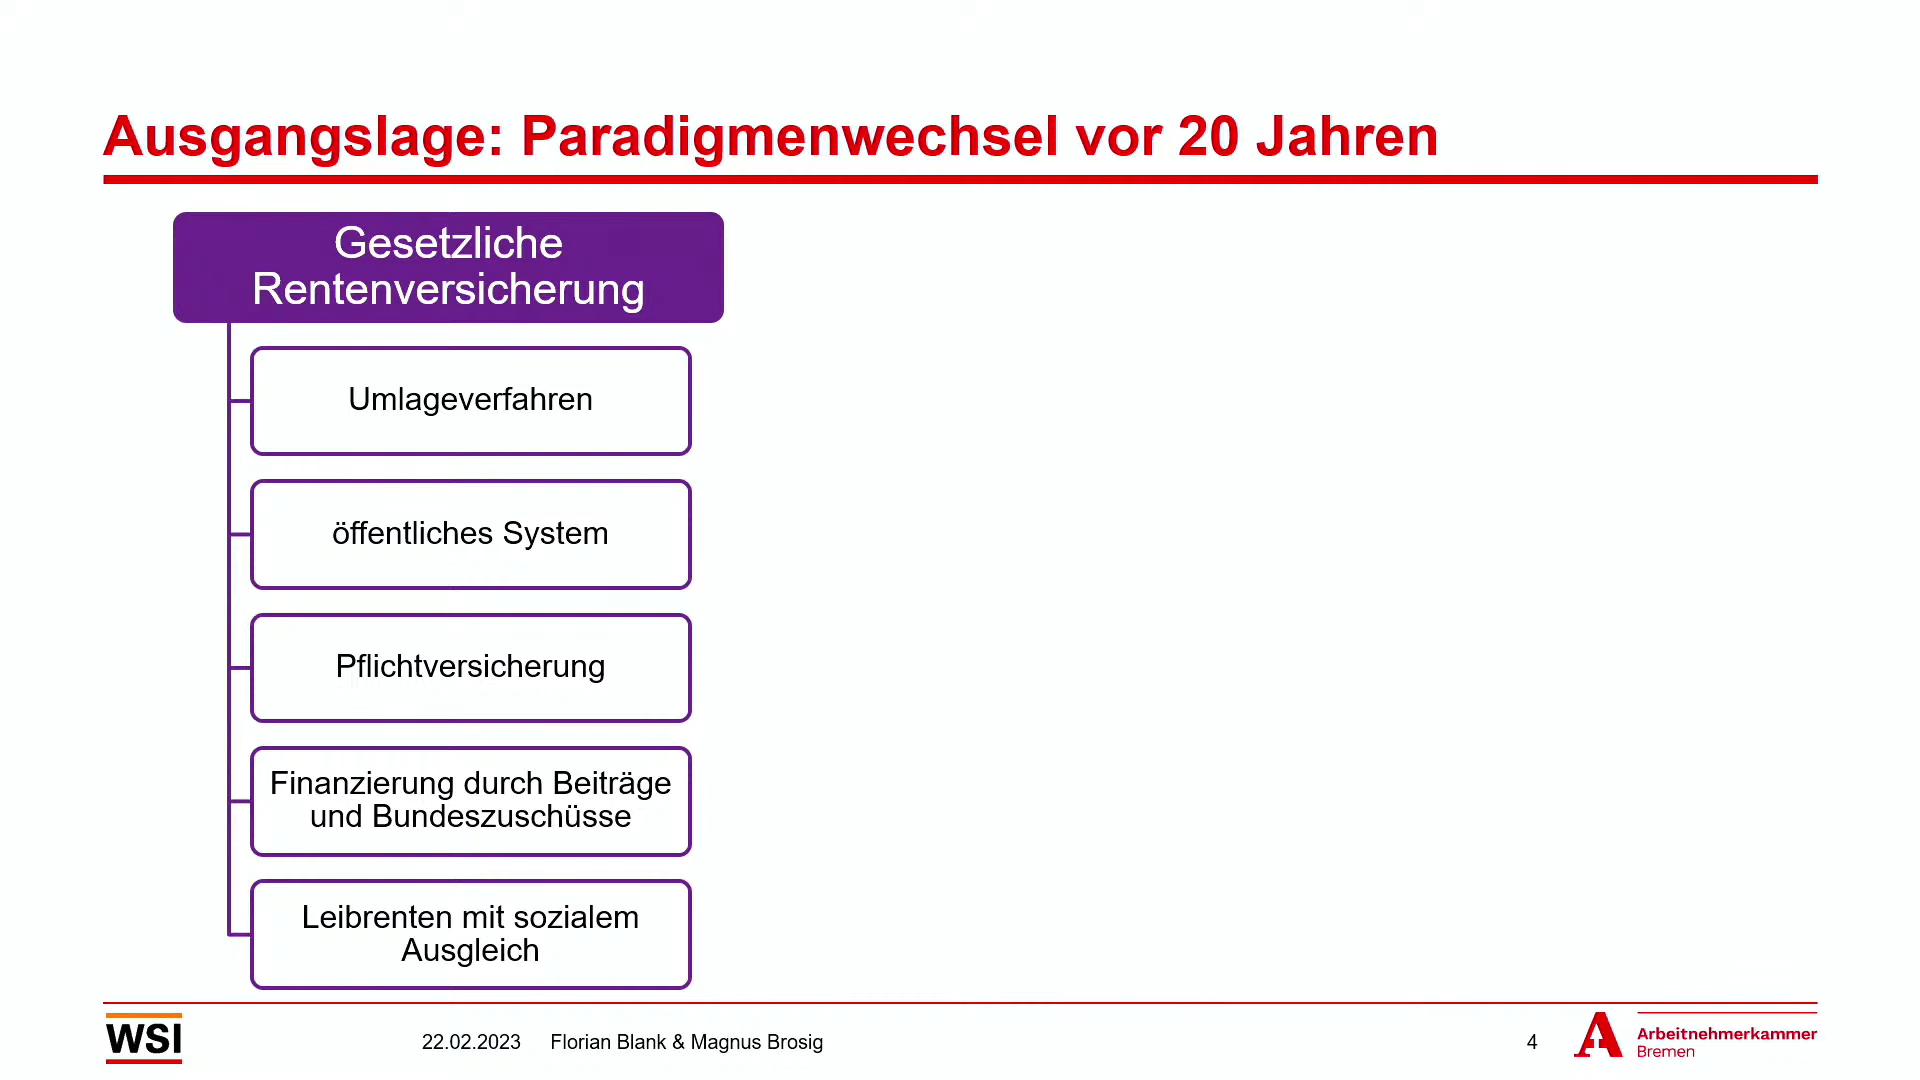 Ausgangslage: Paradigmenwechsel vor 20 Jahren
Gesetzliche
Rentenversicherung
Umlageverfahren
öffentliches System
Pflichtversicherung
Finanzierung durch Beiträge
und Bundeszuschüsse
Leibrenten mit sozialem
Ausgleich
WSI
22.02.2023 Florian Blank & Magnus Brosig
4
A
Arbeitnehmerkammer
Bremen